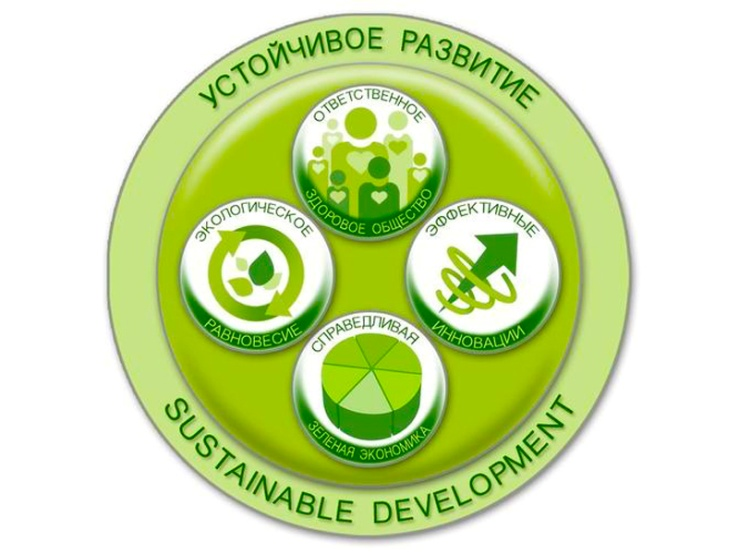 УСТОЙЧИВОЕ РАЗВИТИЕ
ОТВЕТСТВЕННОЕ
ЗДОРОВОЕ ОБЩЕСТВО
ЭКОЛОГИЧЕСКОЕ
РАВНОВЕСИЕ
ЭФФЕКТИВНЫЕ
ИННОВАЦИИ
СПРАВЕДЛИВАЯ
ЗЕЛЕНАЯ ЭКОНОМИКА
SUSTAINABLE DEVELOPMENT